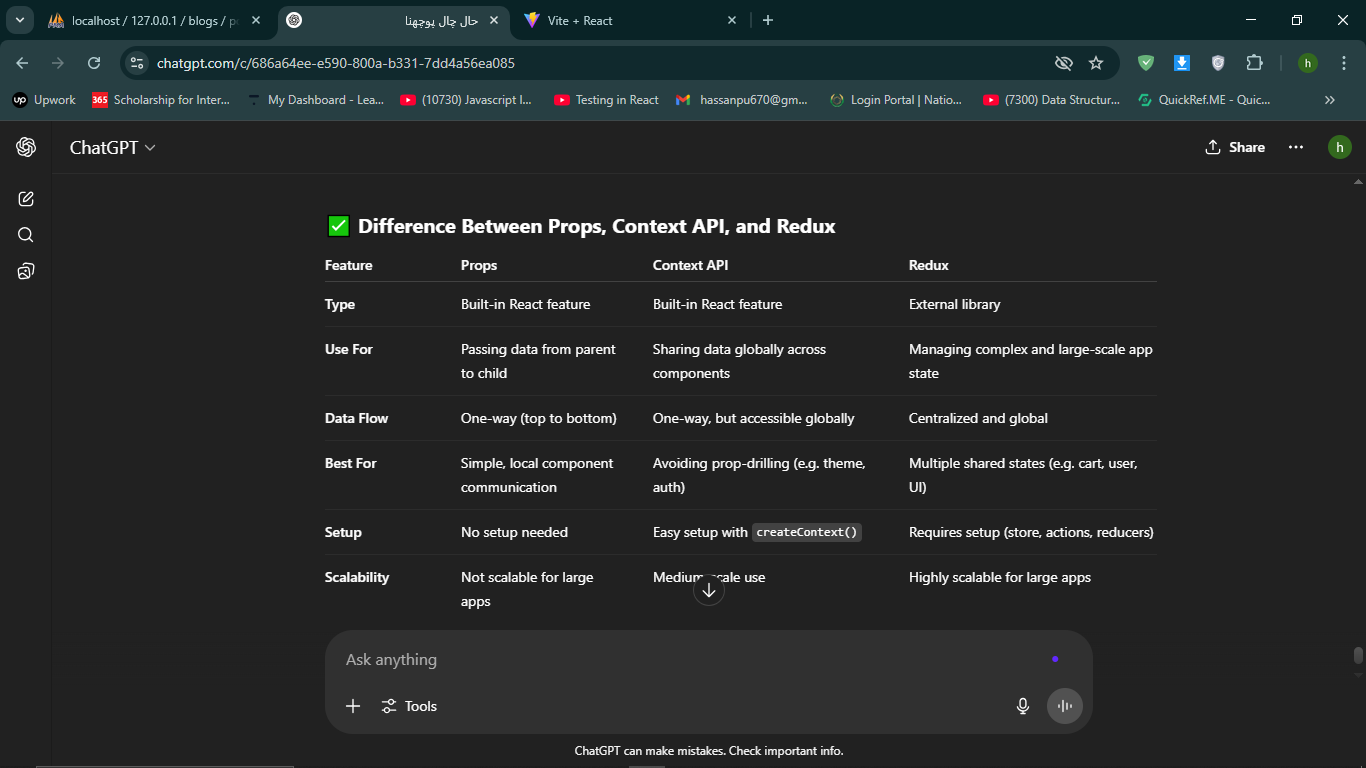 localhost / 127.0.0.1 / blogs / p
حال چال پوچھنا
Vite + React
chatgpt.com/c/686a64ee-e590-800a-b331-7dd4a56ea085
h
up Upwork
365 Scholarship for Inter...
My Dashboard - Lea...
(10730) Javascript I...
Testing in React
hassanpu670@gm...
Login Portal | Natio...
(7300) Data Structur...
QuickRef.ME - Quic...
ChatGPT
Share
h
Difference Between Props, Context API, and Redux
Feature Props Context API Redux
Type Built-in React feature Built-in React feature External library
Use For Passing data from parent Sharing data globally across Managing complex and large-scale app
to child components state
Data Flow One-way (top to bottom) One-way, but accessible globally Centralized and global
Best For Simple, local component Avoiding prop-drilling (e.g. theme, Multiple shared states (e.g. cart, user,
communication auth) UI)
Setup No setup needed Easy setup with createContext() Requires setup (store, actions, reducers)
Scalability Not scalable for large Medium-scale use Highly scalable for large apps
apps
Ask anything
Tools
ChatGPT can make mistakes. Check important info.